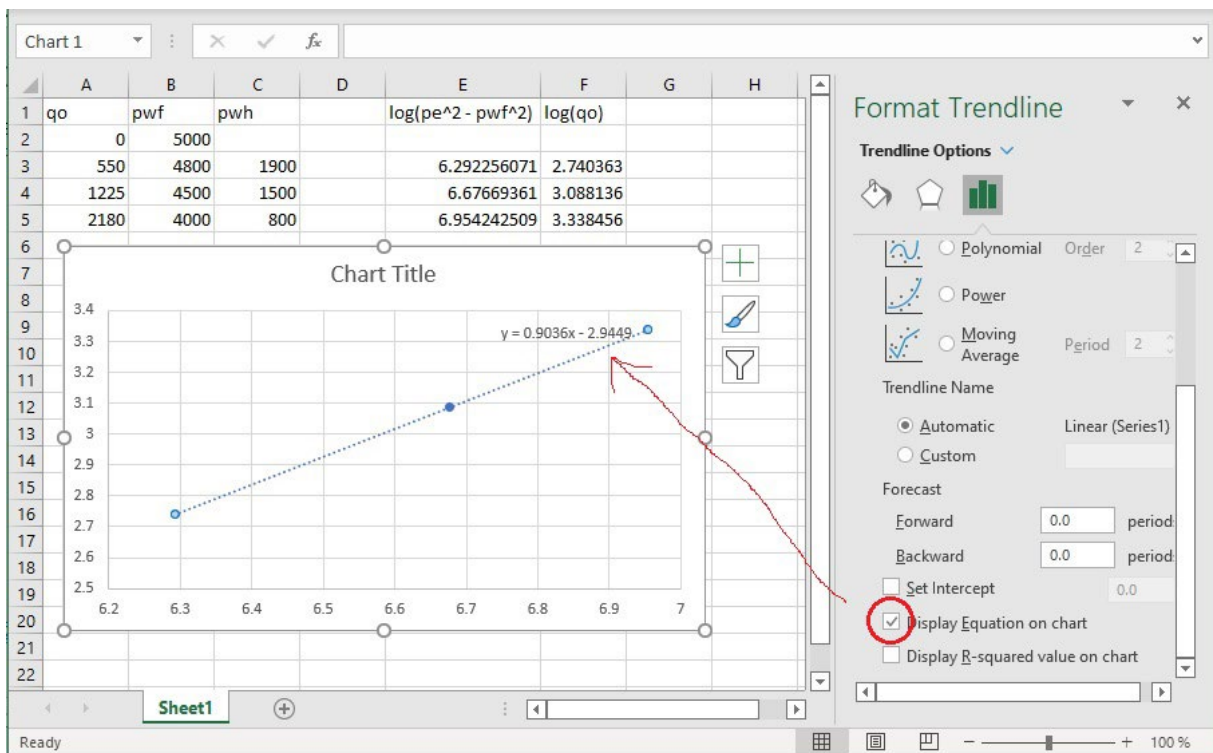 Chart 1 fx
A B C D E F G H
1 qo pwf pwh log(pe^2 - pwf^2) log(qo)
2 0 5000
3 550 4800 1900 6.292256071 2.740363
4 1225 4500 1500 6.67669361 3.088136
5 2180 4000 800 6.954242509 3.338456
6
7
8
9
10
11
12
13
14
15
16
17
18
19
20
21
22
Chart Title
3.4
3.3
3.2
3.1
3
2.9
2.8
2.7
2.6
2.5
6.2 6.3 6.4 6.5 6.6 6.7 6.8 6.9 7
y = 0.9036x - 2.9449
Sheet1
Ready
100 %
Format Trendline
Trendline Options
Polynomial Order 2
Power
Moving Period 2
Average
Trendline Name
Automatic Linear (Series1)
Custom
Forecast
Forward 0.0 period
Backward 0.0 period
Set Intercept 0.0
Display Equation on chart
Display R-squared value on chart